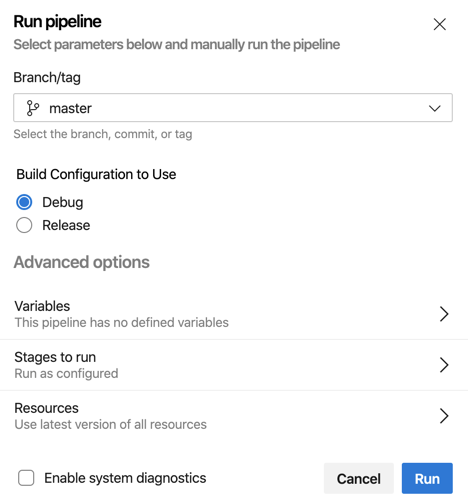 Run pipeline
Select parameters below and manually run the pipeline
Branch/tag
master
Select the branch, commit, or tag
Build Configuration to Use
Debug
Release
Advanced options
Variables
This pipeline has no defined variables
Stages to run
Run as configured
Resources
Use latest version of all resources
Enable system diagnostics
Cancel
Run